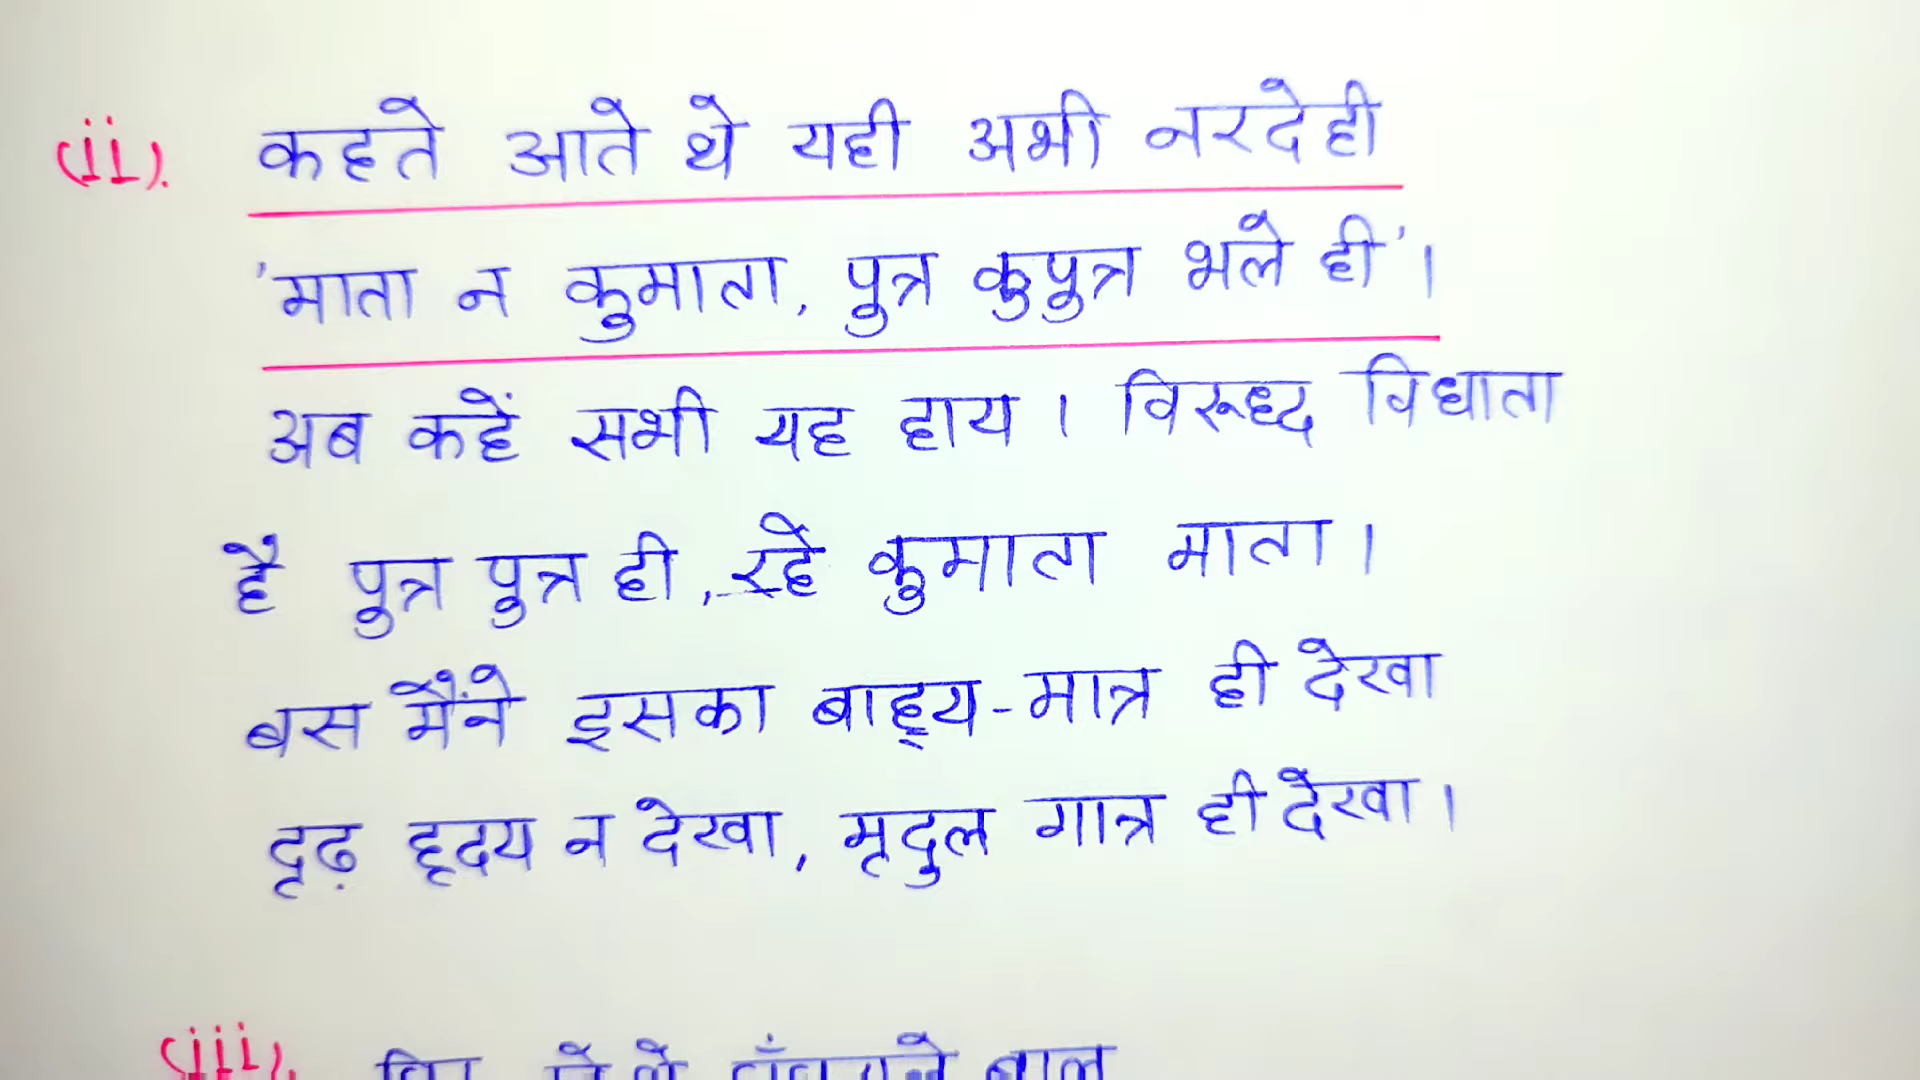 (ii). कहते आते थे यही अभी नरदेही
'माता न कुमाता, पुत्र कुपुत्र भले ही'।
अब कहें सभी यह हाय । विरूध्द विधाता
है पुत्र पुत्र ही, रहे कुमाता माता ।
बस मैंने इसका बाह्य-मात्र ही देखा
दृढ़ हृदय न देखा, मृदुल गात्र ही देखा ।
(iii).